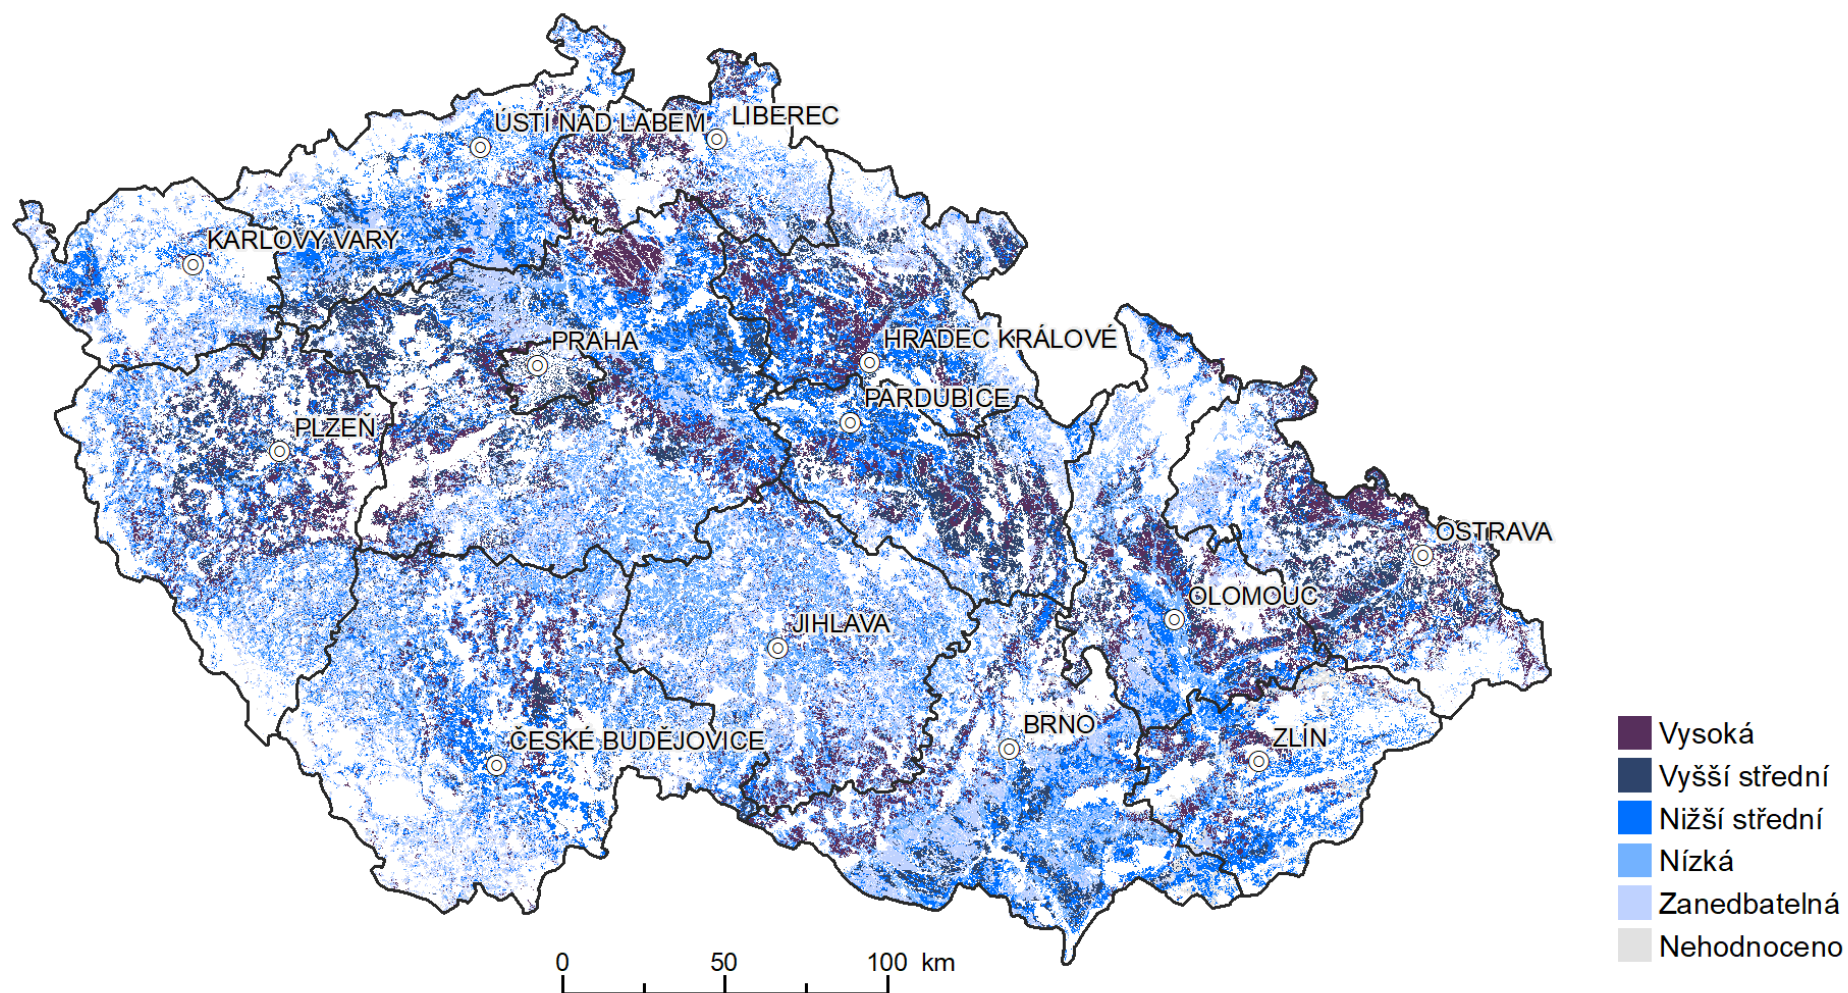 ÚSTÍ NAD LABEM
LIBEREC
KARLOVY VARY
PRAHA
HRADEC KRÁLOVÉ
PARDUBICE
PLZEŇ
OSTRAVA
OLOMOUC
JIHLAVA
BRNO
ČESKÉ BUDĚJOVICE
ZLÍN
Vysoká
Vyšší střední
Nižší střední
Nízká
Zanedbatelná
Nehodnoceno
0 50 100 km